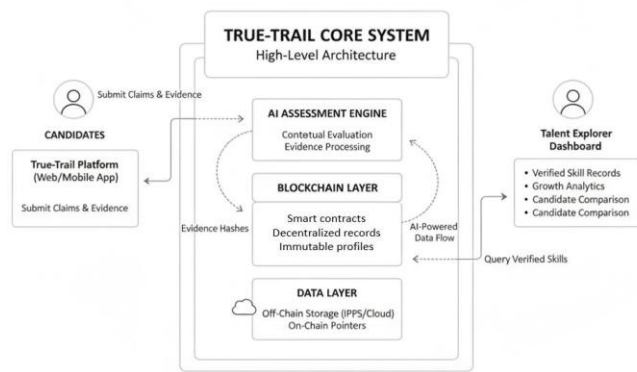 TRUE-TRAIL CORE SYSTEM
High-Level Architecture
Submit Claims & Evidence
CANDIDATES
True-Trail Platform
(Web/Mobile App)
Submit Claims & Evidence
AI ASSESSMENT ENGINE
Contetual Evaluation
Evidence Processing
BLOCKCHAIN LAYER
Smart contracts
Decentralized records
Immutable profiles
Evidence Hashes
AI-Powered
Data Flow
DATA LAYER
Off-Chain Storage (IPPS/Cloud)
On-Chain Pointers
Talent Explorer
Dashboard
• Verified Skill Records
• Growth Analytics
• Candidate Comparison
• Candidate Comparison
Query Verified Skills